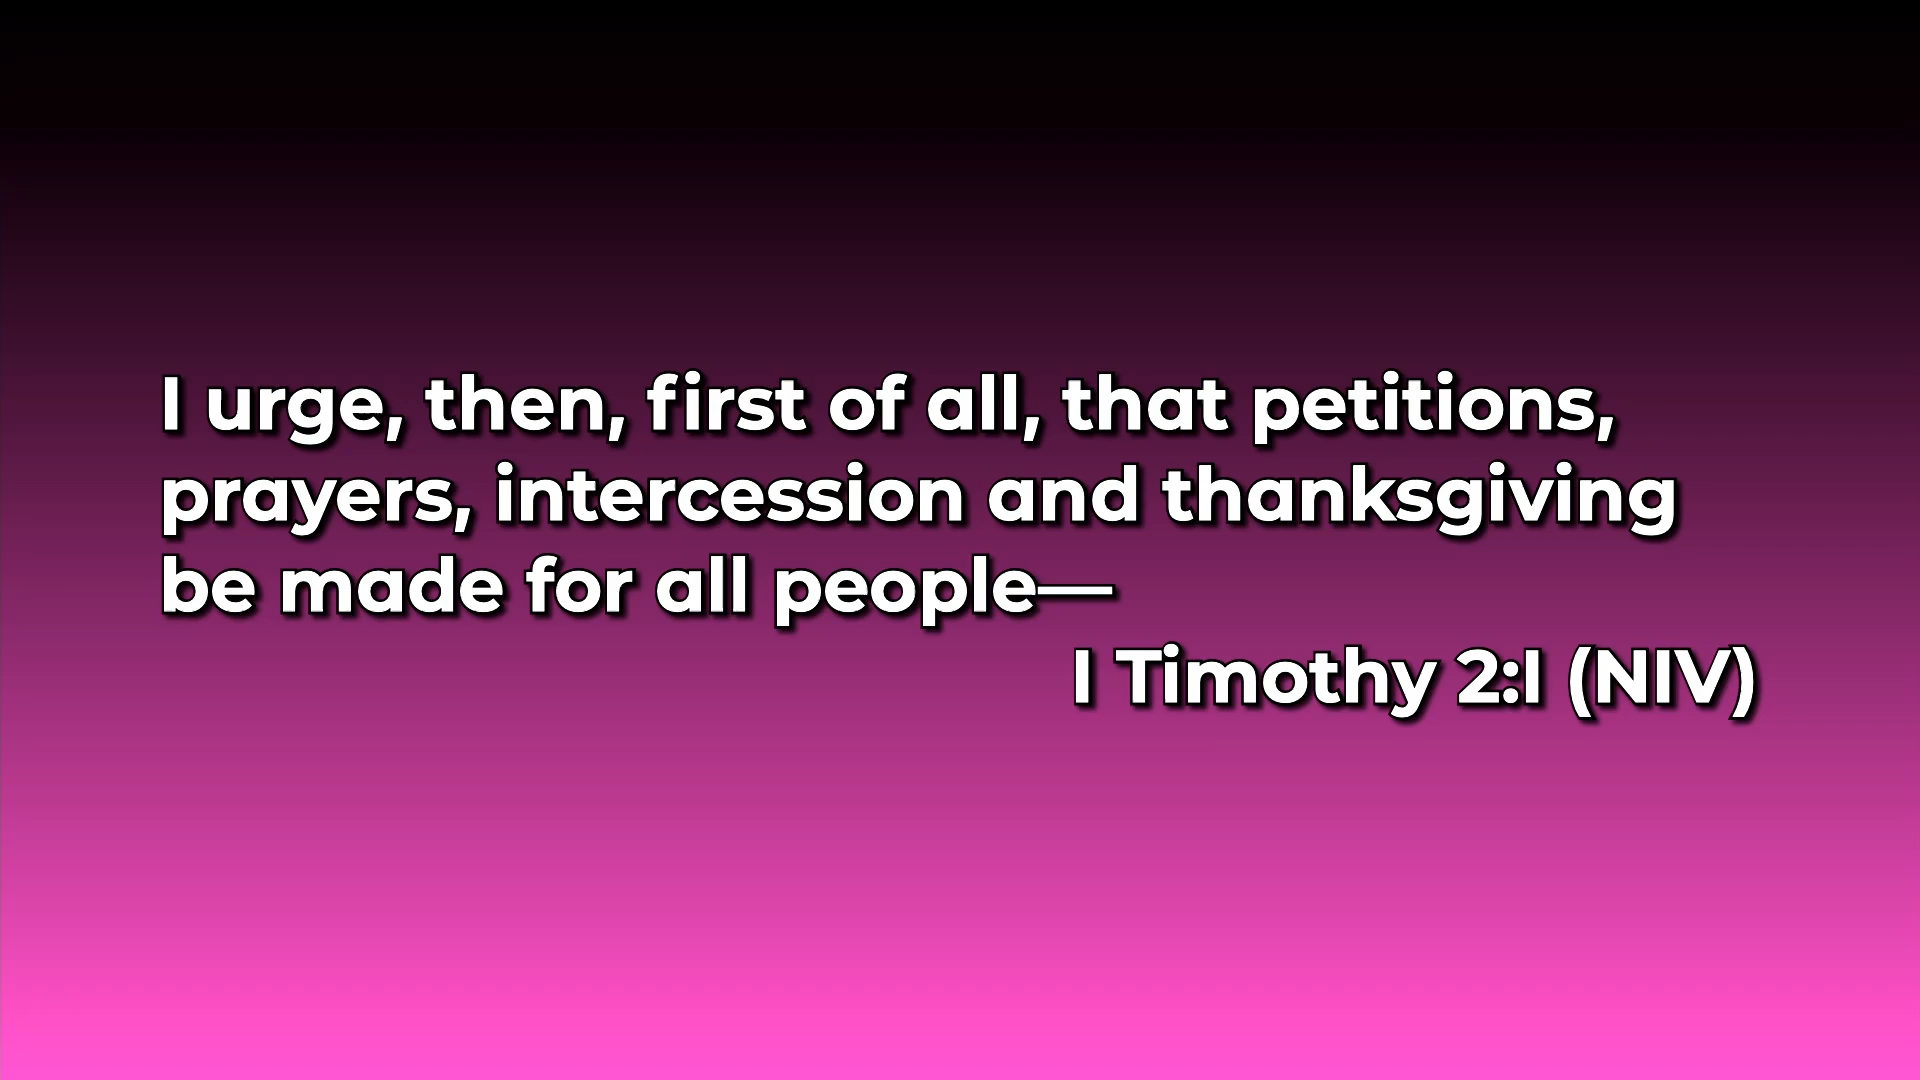 I urge, then, first of all, that petitions,
prayers, intercession and thanksgiving
be made for all people—
I Timothy 2:I (NIV)